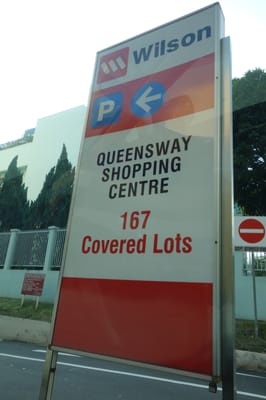 Wilson
P
QUEENSWAY
SHOPPING
CENTRE
167
Covered Lots